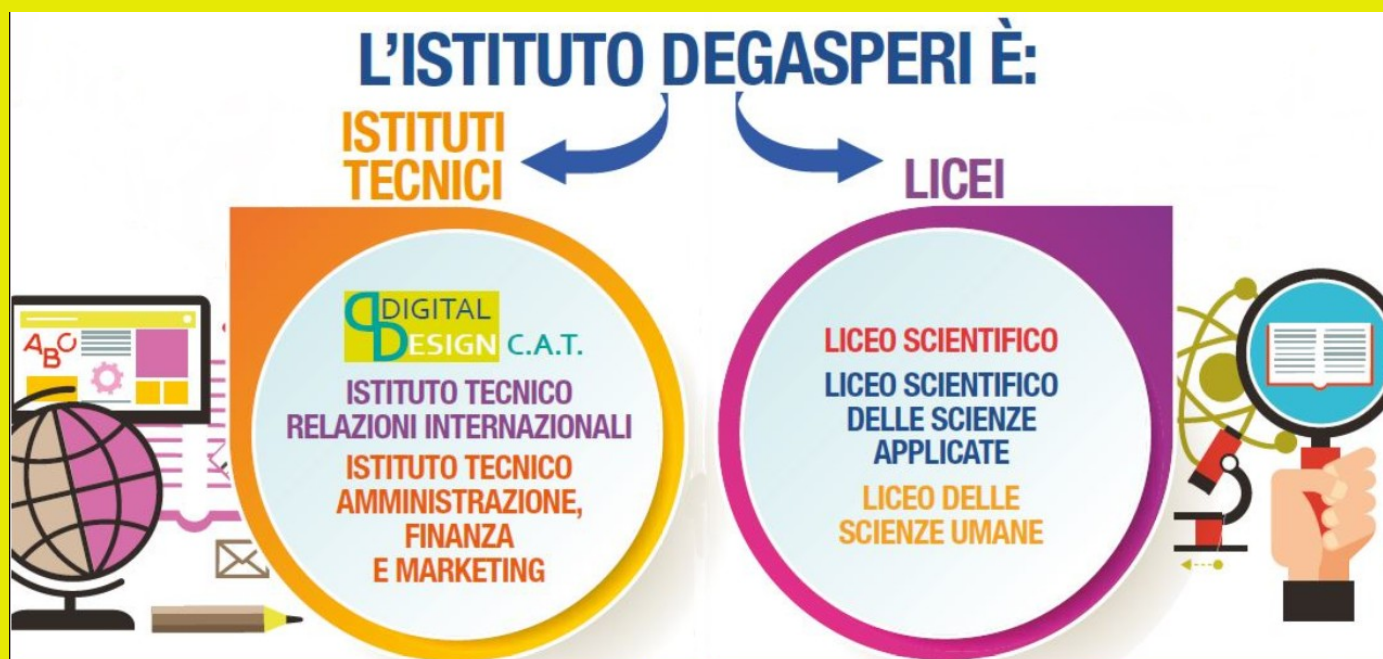 L'ISTITUTO DEGASPERI È:
ISTITUTI
TECNICI
DIGITAL
DESIGN C.A.T.
ISTITUTO TECNICO
RELAZIONI INTERNAZIONALI
ISTITUTO TECNICO
AMMINISTRAZIONE,
FINANZA
E MARKETING
LICEI
LICEO SCIENTIFICO
LICEO SCIENTIFICO
DELLE SCIENZE
APPLICATE
LICEO DELLE
SCIENZE UMANE
ABC